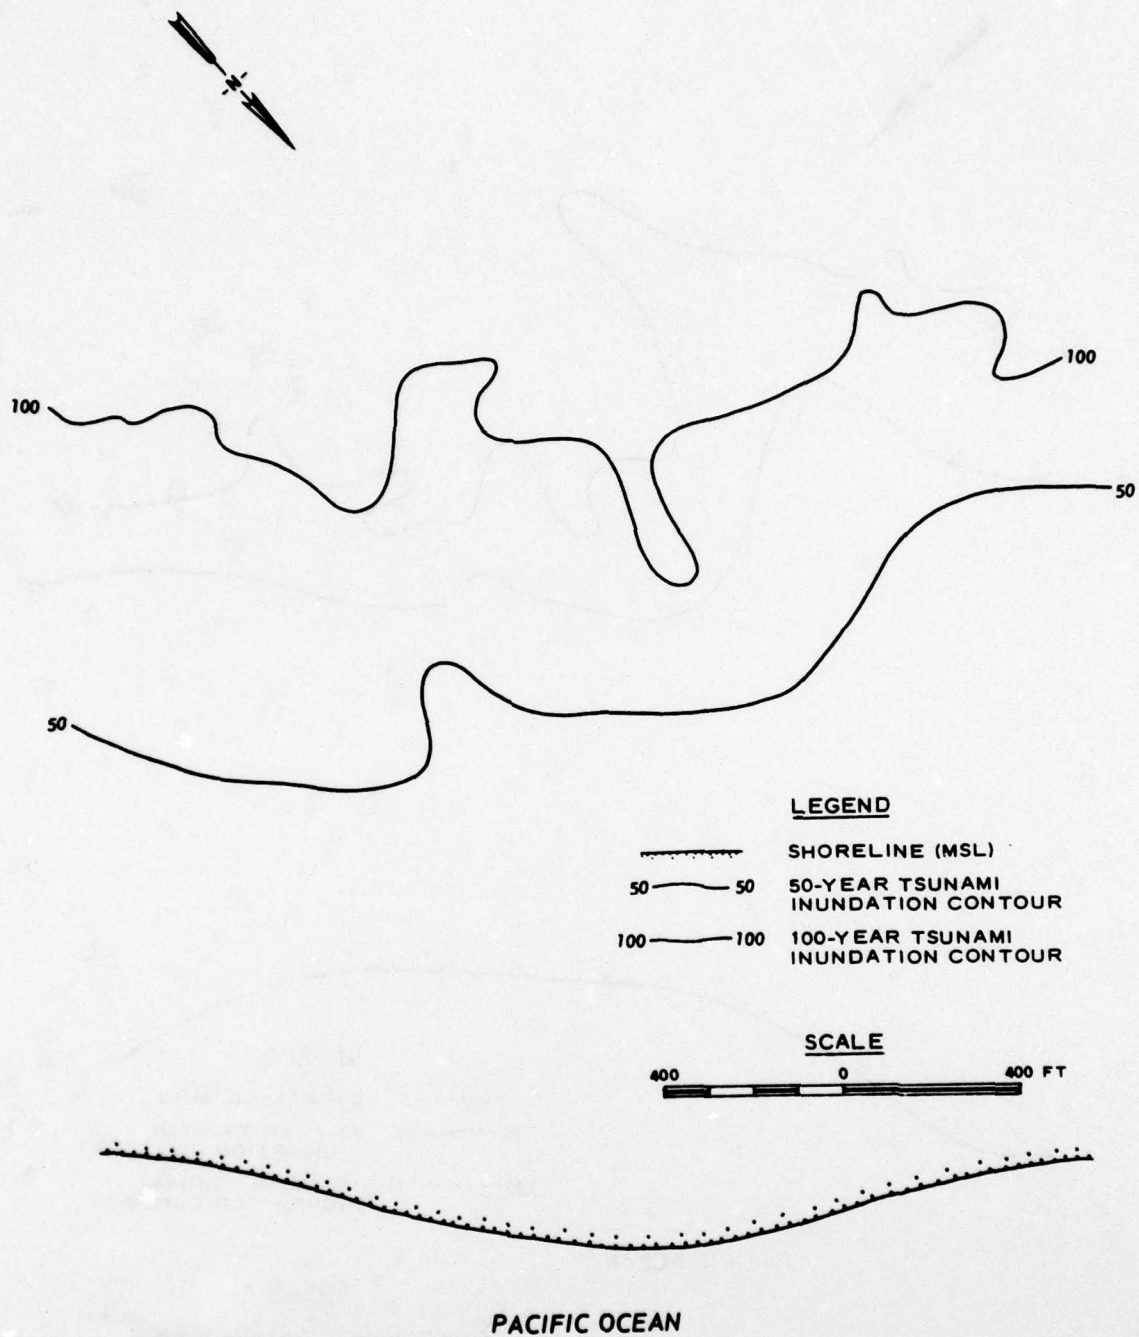 N
100
100
50
50
LEGEND
SHORELINE (MSL)
50 50 50-YEAR TSUNAMI
INUNDATION CONTOUR
100 100 100-YEAR TSUNAMI
INUNDATION CONTOUR
SCALE
400 0 400 FT
PACIFIC OCEAN